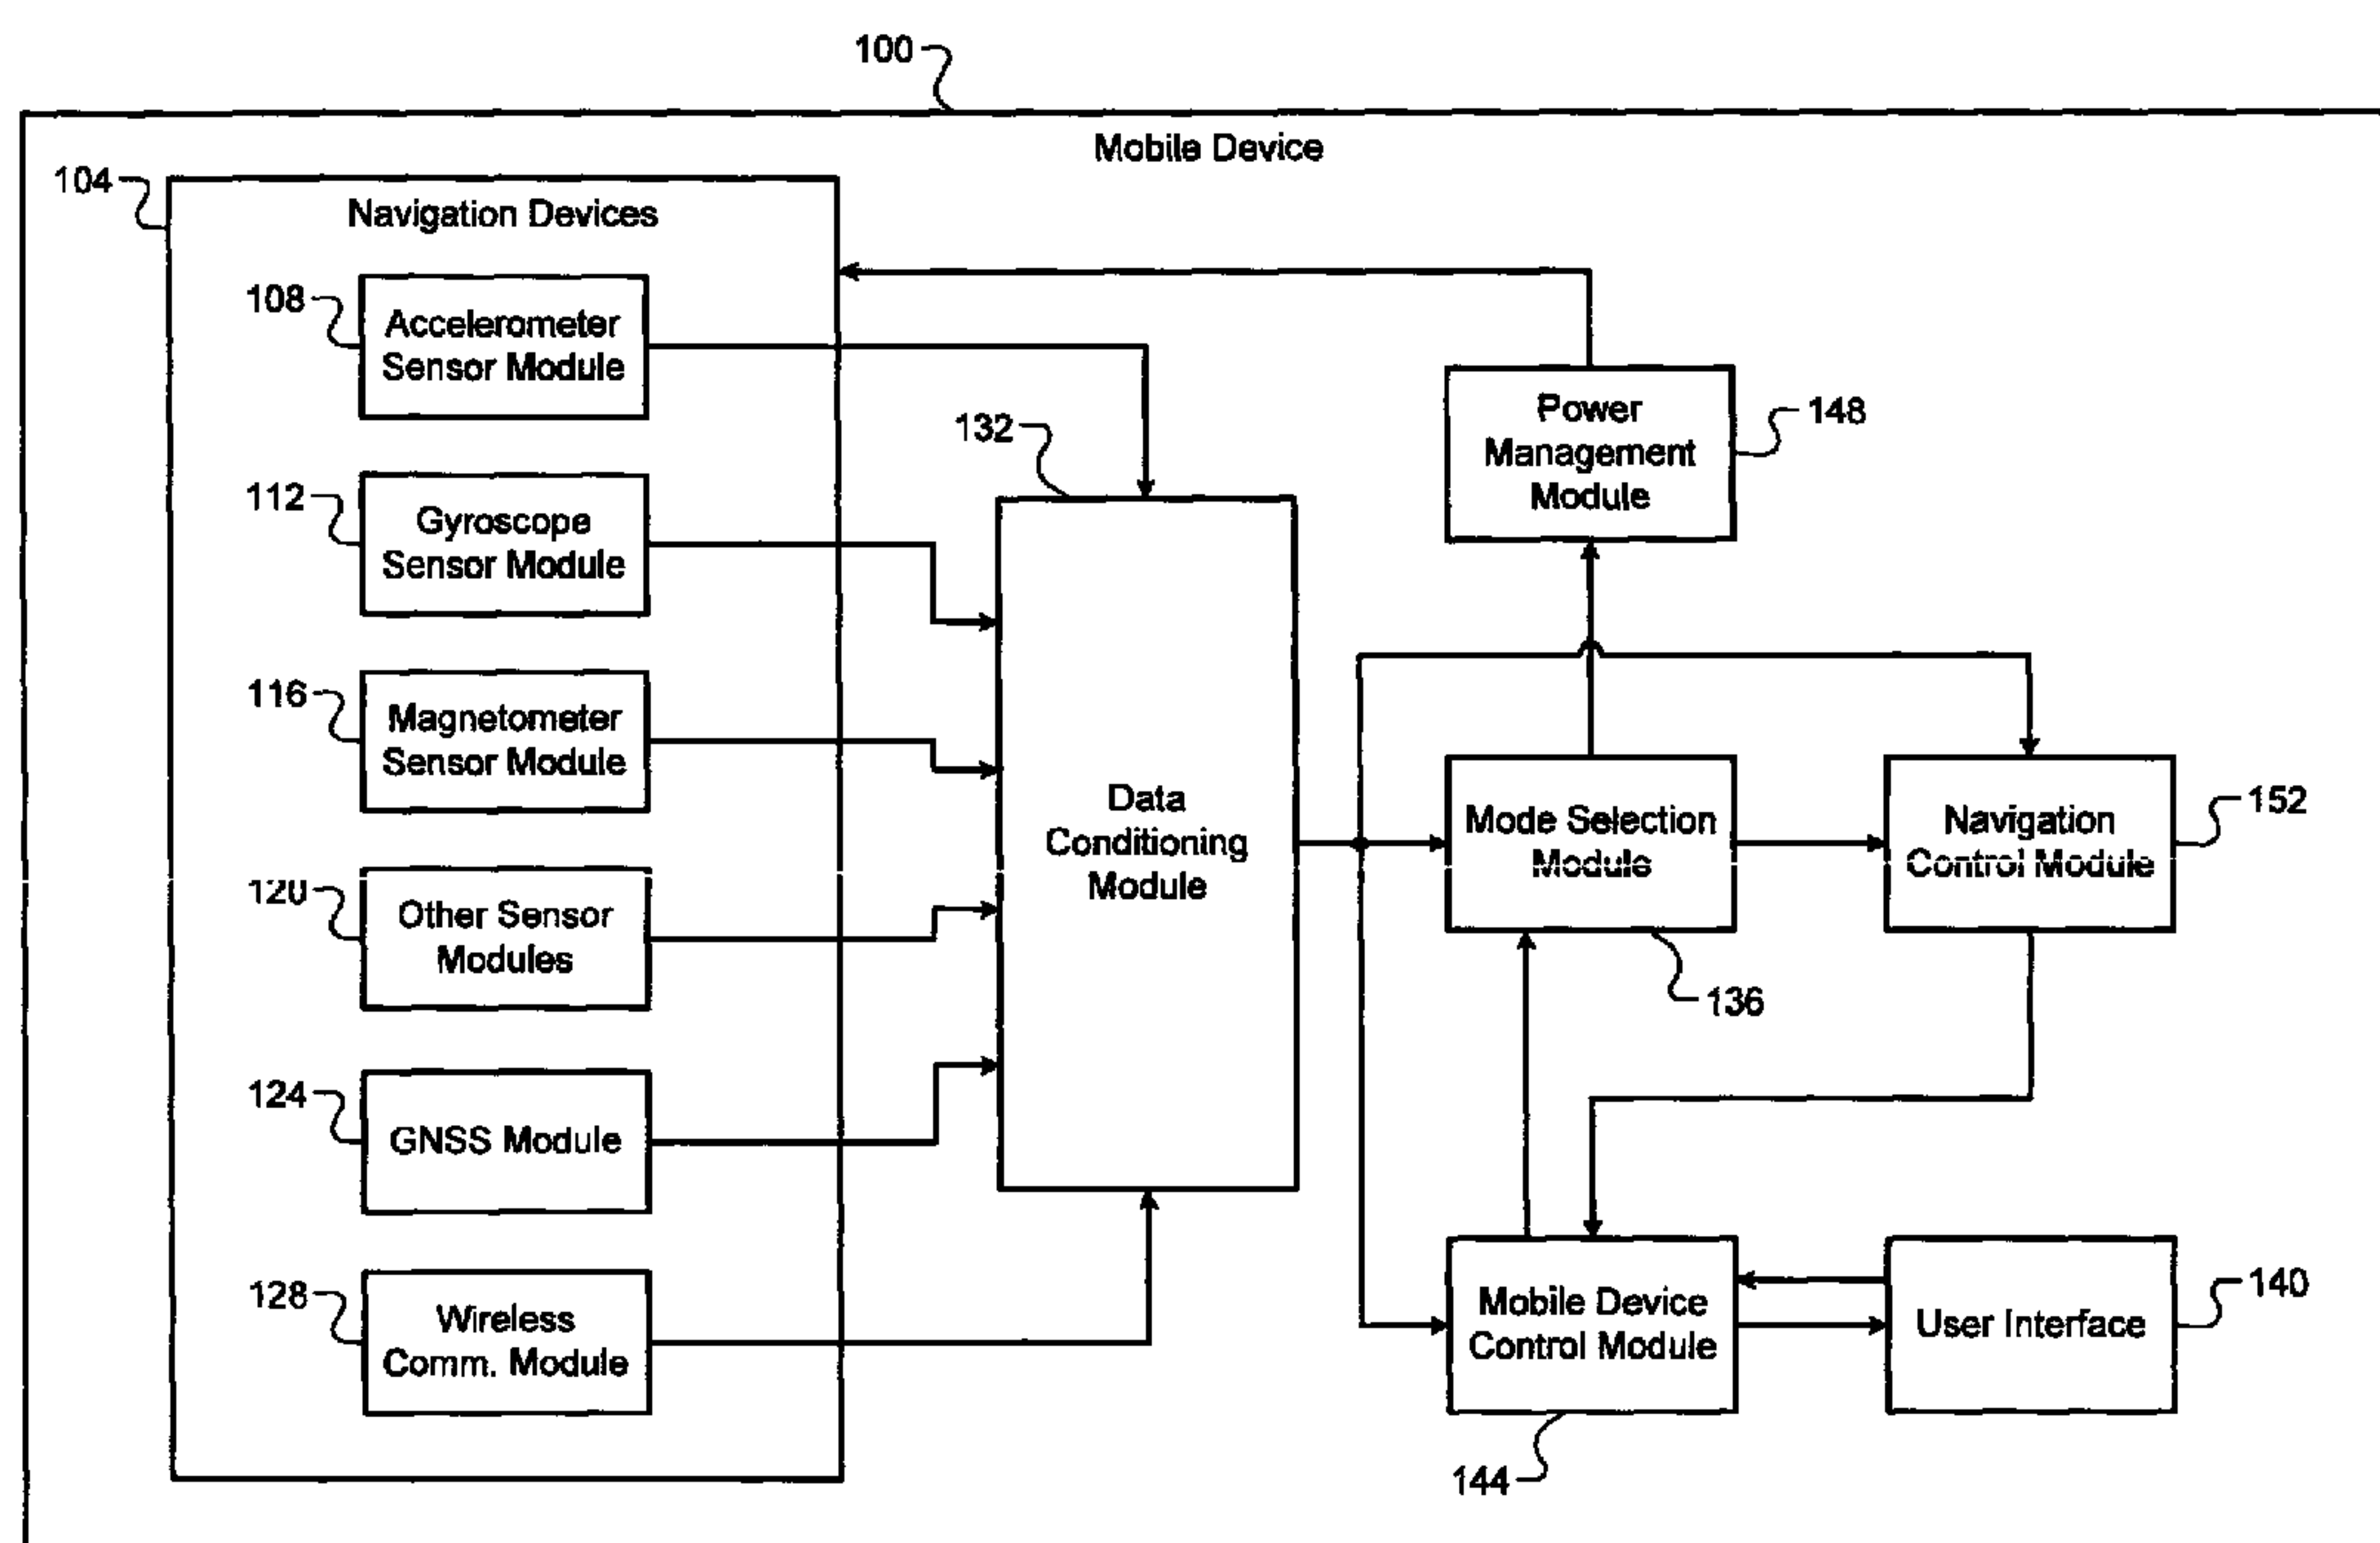 100
Mobile Device
104
Navigation Devices
108
Accelerometer
Sensor Module
112
Gyroscope
Sensor Module
116
Magnetometer
Sensor Module
120
Other Sensor
Modules
124
GNSS Module
128
Wireless
Comm. Module
132
Data
Conditioning
Module
Power
Management
Module
148
Mode Selection
Module
136
Navigation
Control Module
152
Mobile Device
Control Module
144
User Interface
140